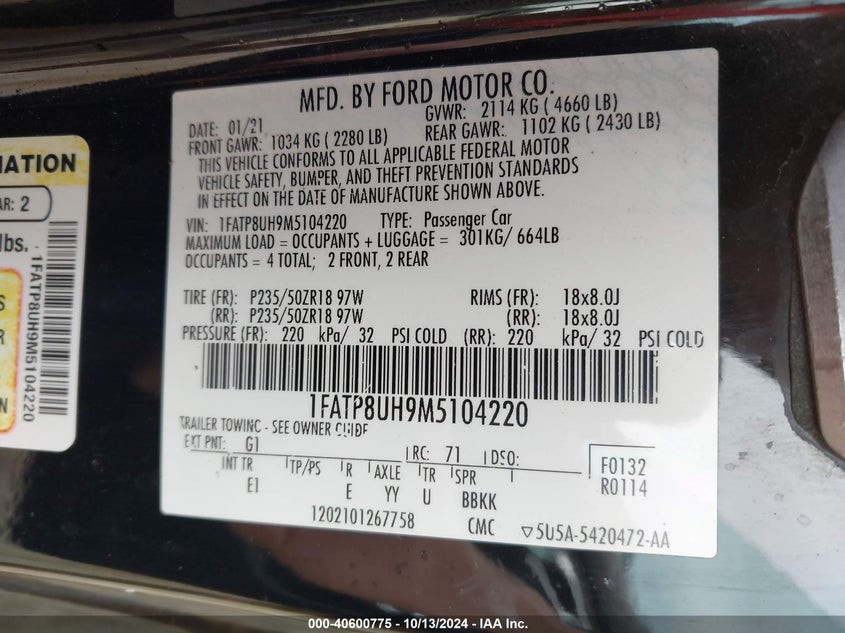 MFD. BY FORD MOTOR CO.
DATE: 01/21 GVWR: 2114 KG ( 4660 LB)
FRONT GAWR: 1034 KG ( 2280 LB) REAR GAWR: 1102 KG ( 2430 LB)
THIS VEHICLE CONFORMS TO ALL APPLICABLE FEDERAL MOTOR
VEHICLE SAFETY, BUMPER, AND THEFT PREVENTION STANDARDS
IN EFFECT ON THE DATE OF MANUFACTURE SHOWN ABOVE.
VIN: 1FATP8UH9M5104220 TYPE: Passenger Car
MAXIMUM LOAD = OCCUPANTS + LUGGAGE = 301KG/ 664LB
OCCUPANTS = 4 TOTAL; 2 FRONT, 2 REAR
TIRE (FR): P235/50ZR18 97W RIMS (FR): 18x8.0J
(RR): P235/50ZR18 97W (RR): 18x8.0J
PRESSURE (FR): 220 kPa/ 32 PSI COLD (RR): 220 kPa/ 32 PSI COLD
1FATP8UH9M5104220
TRAILER TOWING - SEE OWNER GUIDE
EXT PNT: G1 RC: 71 DSO: F0132
INT TR TP/PS R AXLE TR SPR R0114
E1 E YY U BBKK
1202101267758 CMC 5U5A-5420472-AA
AR: 2
lbs.
1FATP8UH9M5104220
000-40600775 - 10/13/2024 - IAA Inc.